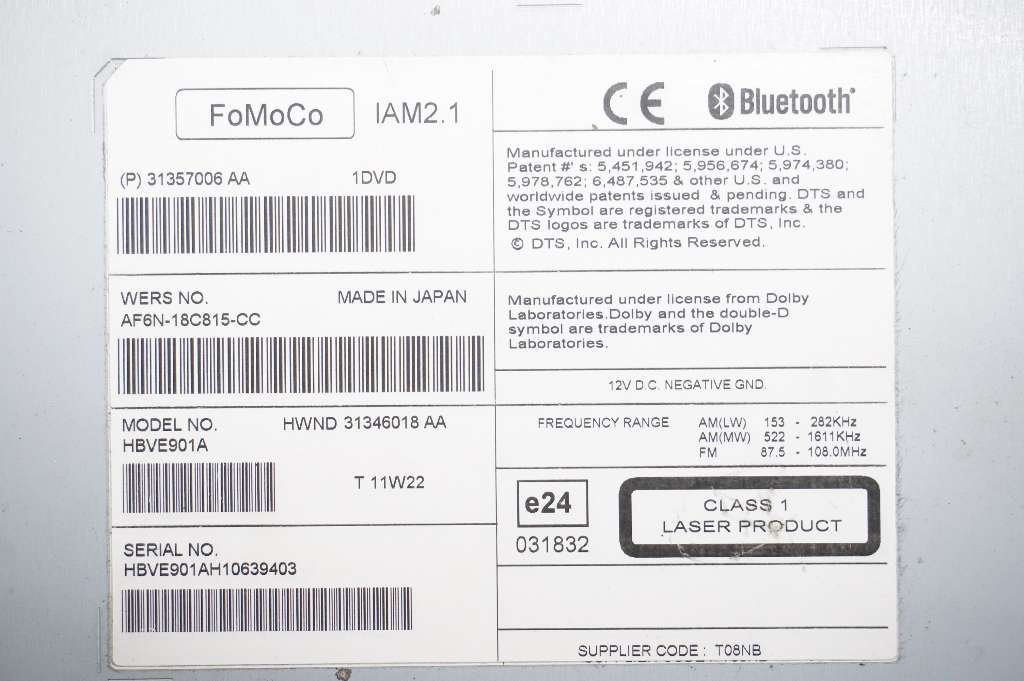 FoMoCo IAM2.1
(P) 31357006 AA 1DVD
WERS NO. MADE IN JAPAN
AF6N-18C815-CC
MODEL NO. HWND 31346018 AA
HBVE901A
T 11W22
SERIAL NO.
HBVE901AH10639403
CE Bluetooth
Manufactured under license under U.S.
Patent #' s: 5,451,942; 5,956,674; 5,974,380;
5,978,762; 6,487,535 & other U.S. and
worldwide patents issued & pending. DTS and
the Symbol are registered trademarks & the
DTS logos are trademarks of DTS, Inc.
© DTS, Inc. All Rights Reserved.
Manufactured under license from Dolby
Laboratories.Dolby and the double-D
symbol are trademarks of Dolby
Laboratories.
12V D.C. NEGATIVE GND.
FREQUENCY RANGE AM(LW) 153 - 282KHz
AM(MW) 522 - 1611KHz
FM 87.5 - 108.0MHz
e24
031832
CLASS 1
LASER PRODUCT
SUPPLIER CODE : T08NB